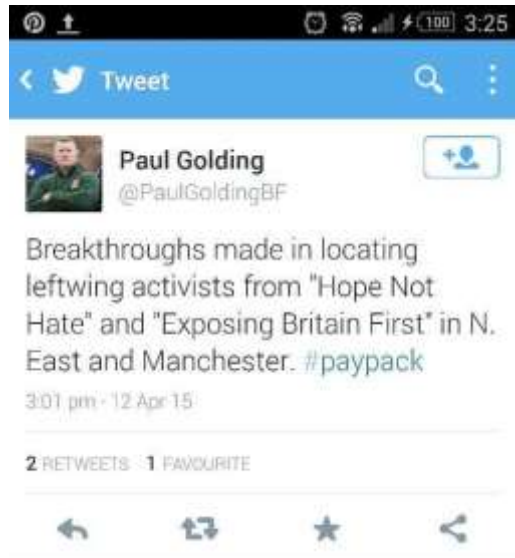 100 3:25
Tweet
Paul Golding
@PaulGoldingBF
Breakthroughs made in locating
leftwing activists from "Hope Not
Hate" and "Exposing Britain First" in N.
East and Manchester. #paypack
3:01 pm · 12 Apr 15
2 RETWEETS 1 FAVOURITE